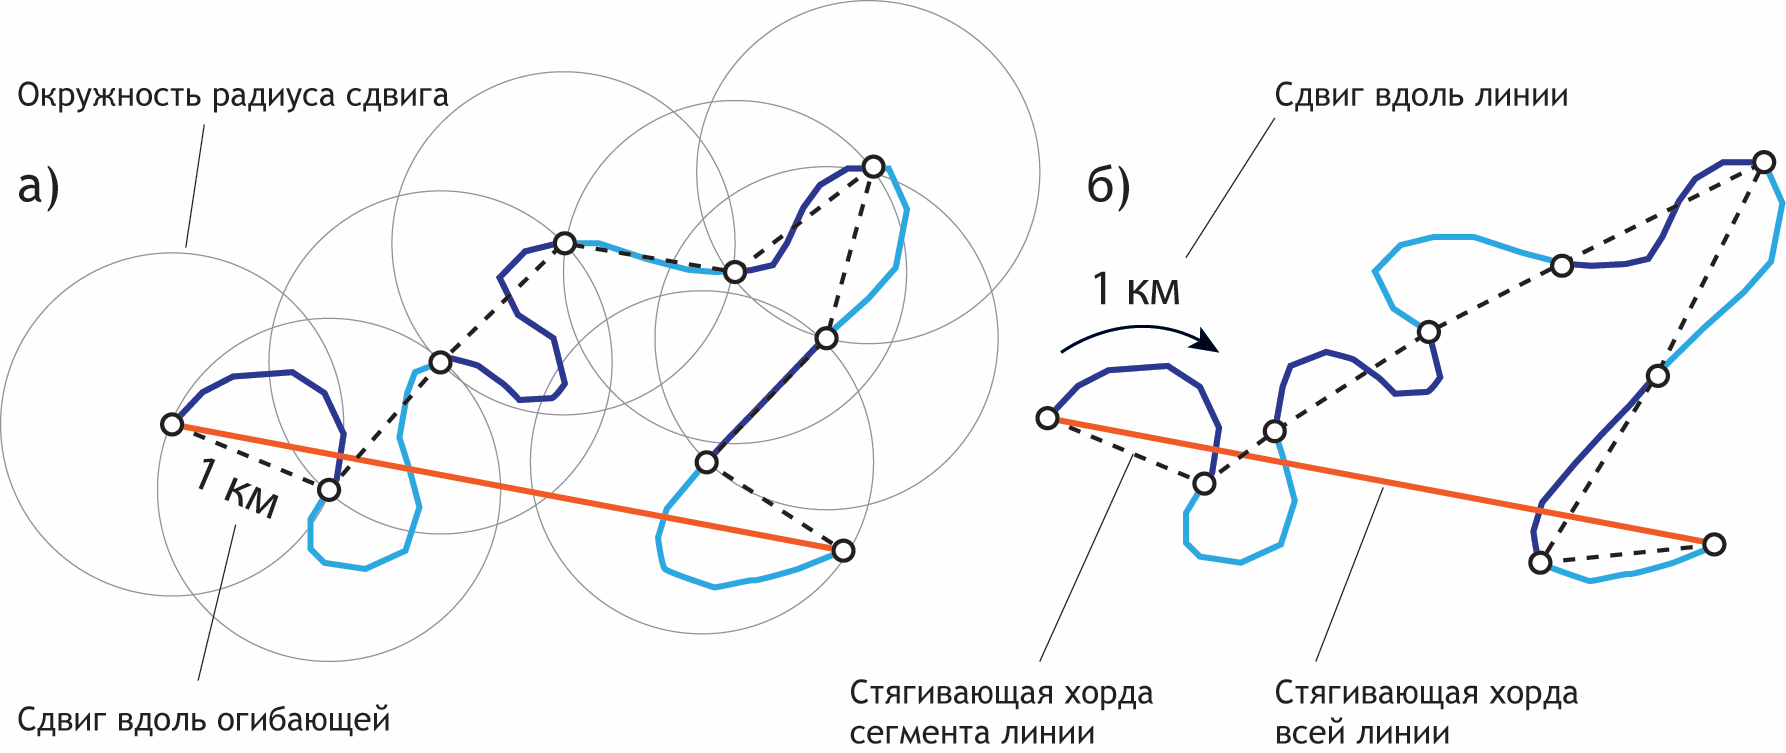 Окружность радиуса сдвига
Сдвиг вдоль линии
а)
б)
1 км
1 км
Сдвиг вдоль огибающей
Стягивающая хорда
сегмента линии
Стягивающая хорда
всей линии